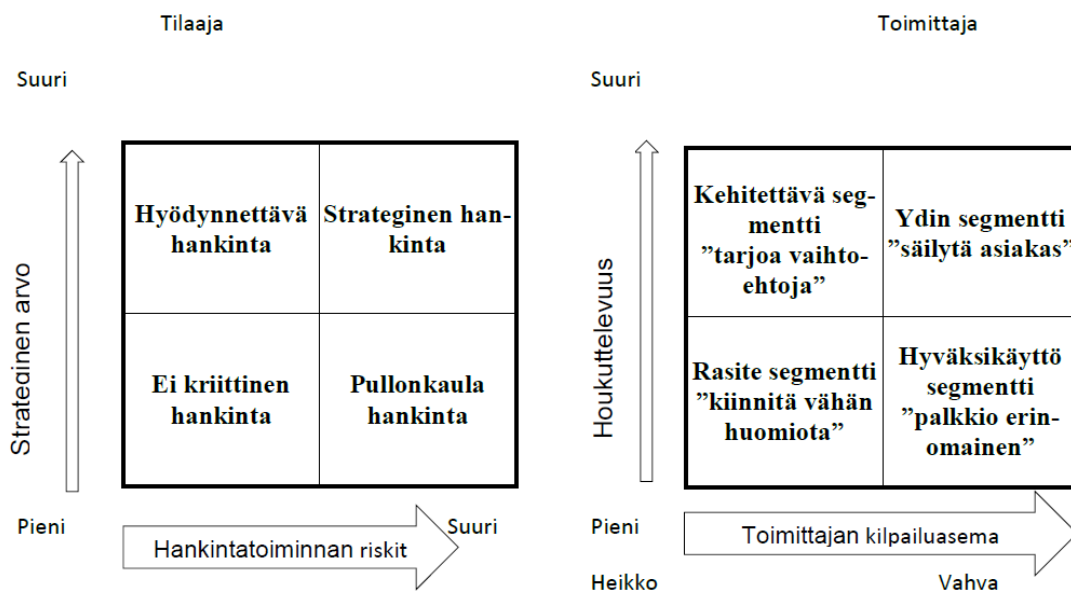 Tilaaja
Suuri
Strateginen arvo
Hyödynnettävä
hankinta
Strateginen han-
kinta
Ei kriittinen
hankinta
Pullonkaula
hankinta
Pieni
Suuri
Hankintatoiminnan riskit
Toimittaja
Suuri
Houkuttelevuus
Kehitettävä seg-
mentti
”tarjoa vaihto-
ehtoja”
Ydin segmentti
”säilytä asiakas”
Rasite segmentti
”kiinnitä vähän
huomiota”
Hyväksikäyttö
segmentti
”palkkio erin-
omainen”
Pieni
Toimittajan kilpailuasema
Heikko
Vahva